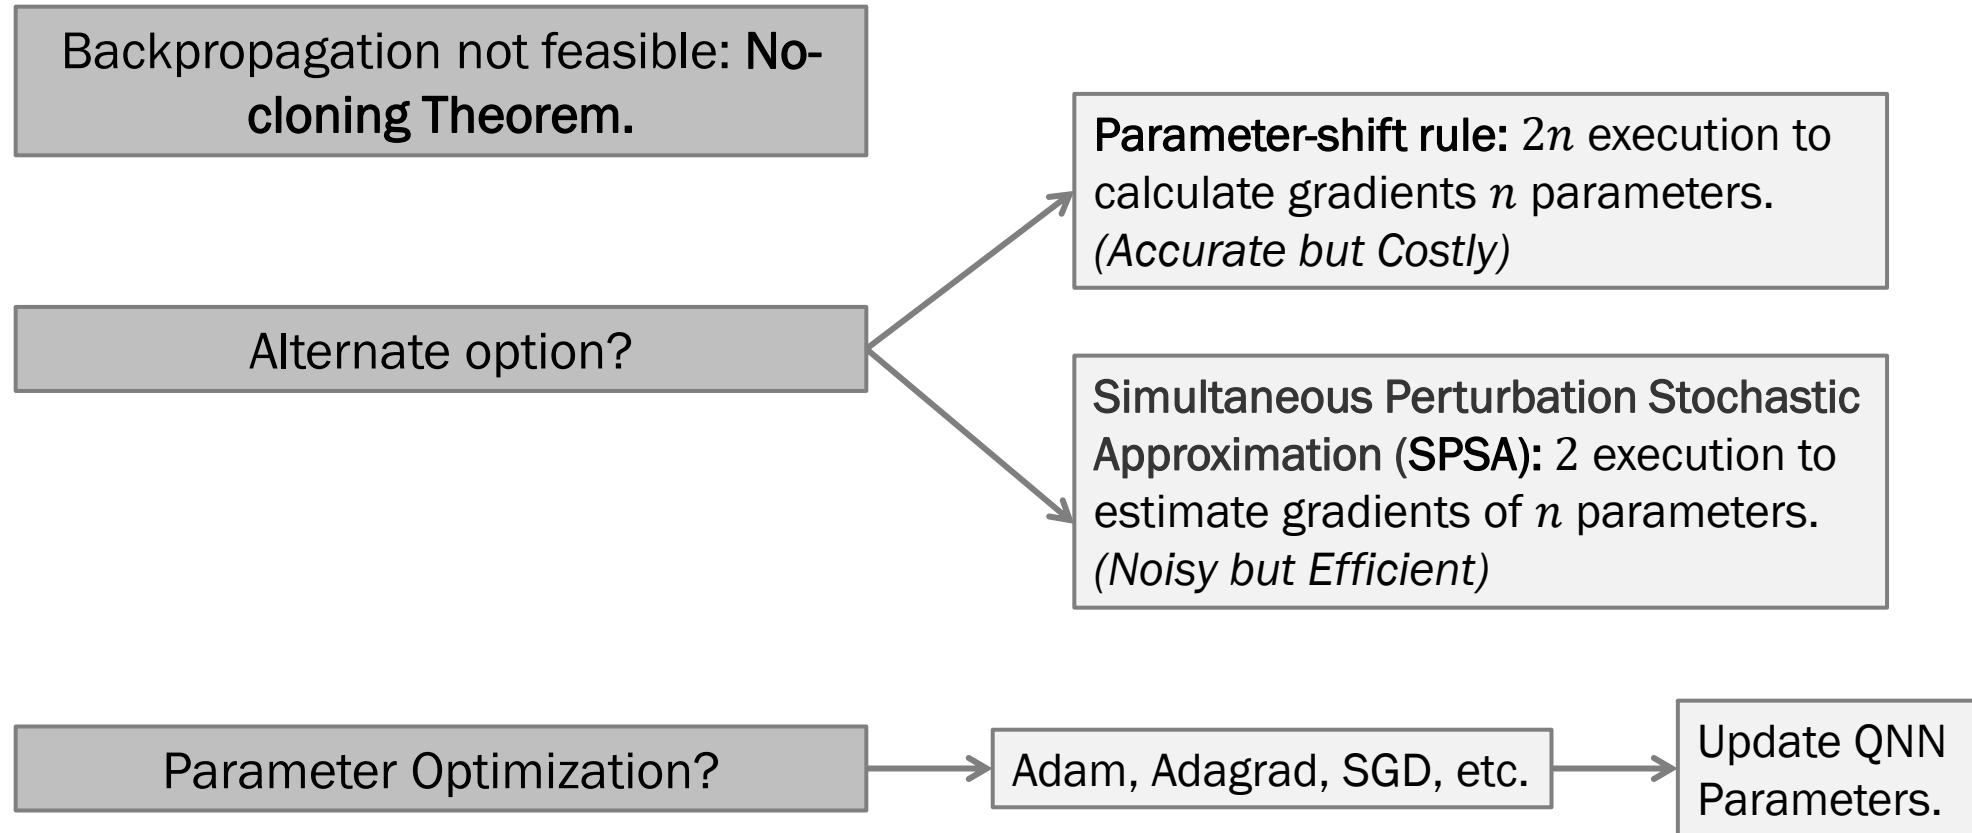 Backpropagation not feasible: No-
cloning Theorem.
Parameter-shift rule: 2n execution to
calculate gradients n parameters.
(Accurate but Costly)
Alternate option?
Simultaneous Perturbation Stochastic
Approximation (SPSA): 2 execution to
estimate gradients of n parameters.
(Noisy but Efficient)
Parameter Optimization?
Adam, Adagrad, SGD, etc.
Update QNN
Parameters.